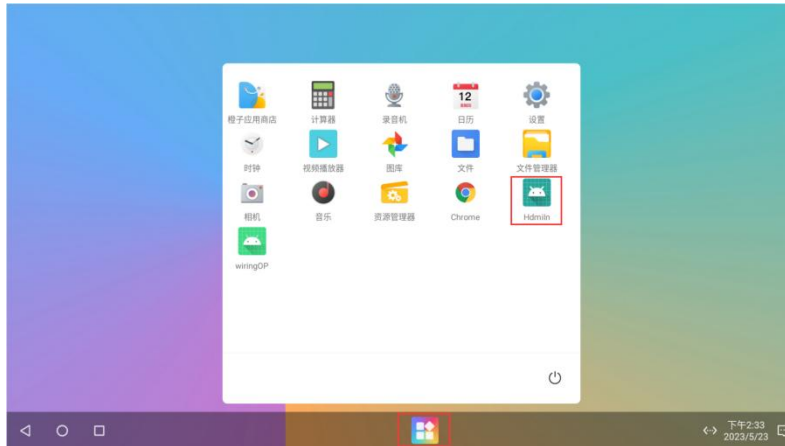 12
橙子应用商店 计算器 录音机 日历 设置
时钟 视频播放器 图库 文件 文件管理器
相机 音乐 资源管理器 Chrome HdmiIn
wiringOP
下午2:33
2023/5/23